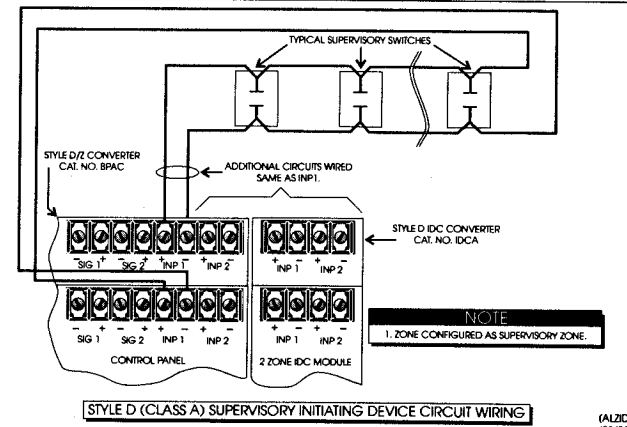 TYPICAL SUPERVISORY SWITCHES
STYLE D/Z CONVERTER
CAT. NO. BPAC
ADDITIONAL CIRCUITS WIRED
SAME AS INP1.
STYLE D IDC CONVERTER
CAT. NO. IDCA
- + - + + - + -
SIG 1 SIG 2 INP 1 INP 2
+ - + -
INP 1 INP 2
- + - + + - + -
SIG 1 SIG 2 INP 1 INP 2
+ - + -
INP 1 INP 2
CONTROL PANEL
2 ZONE IDC MODULE
NOTE
1. ZONE CONFIGURED AS SUPERVISORY ZONE.
STYLE D (CLASS A) SUPERVISORY INITIATING DEVICE CIRCUIT WIRING
(ALZID